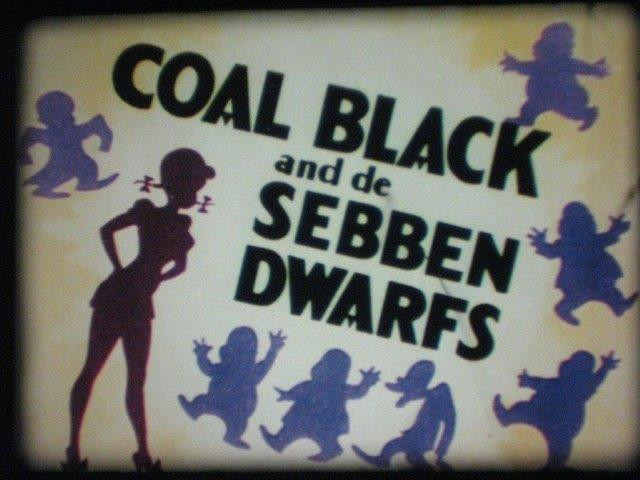 COAL BLACK
and de
SEBBEN
DWARFS